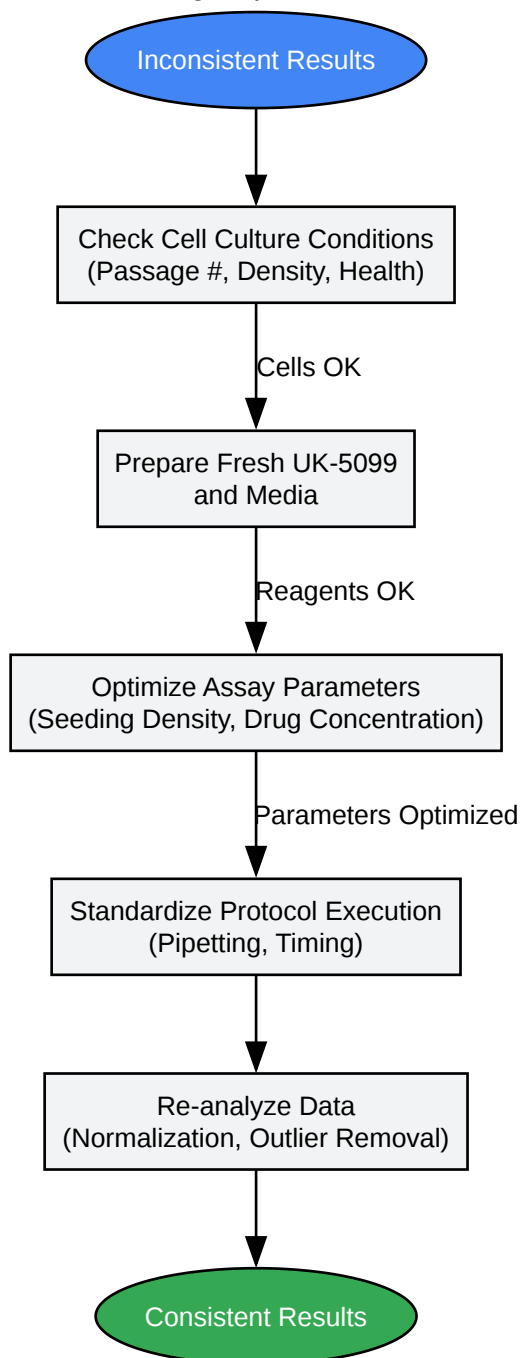 Inconsistent Results
Check Cell Culture Conditions
(Passage #, Density, Health)
Cells OK
Prepare Fresh UK-5099
and Media
Reagents OK
Optimize Assay Parameters
(Seeding Density, Drug Concentration)
Parameters Optimized
Standardize Protocol Execution
(Pipetting, Timing)
Re-analyze Data
(Normalization, Outlier Removal)
Consistent Results